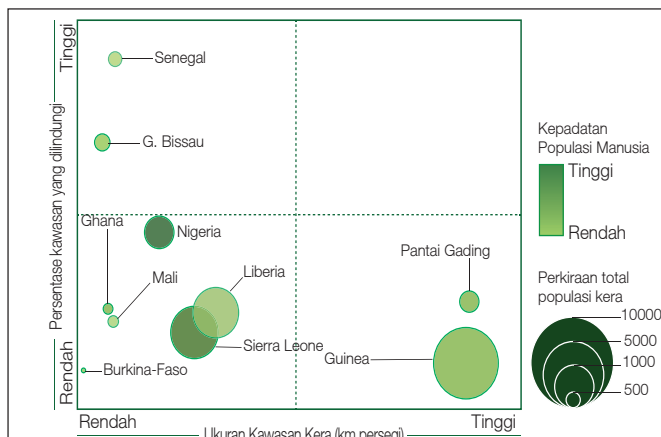 Persentase kawasan yang dilindungi
Tinggi
Rendah
Senegal
G. Bissau
Ghana
Nigeria
Mali
Liberia
Sierra Leone
Burkina-Faso
Pantai Gading
Guinea
Rendah
Tinggi
Ukuran Kawasan Kera (km persegi)
Kepadatan
Populasi Manusia
Tinggi
Rendah
Perkiraan total
populasi kera
10000
5000
1000
500